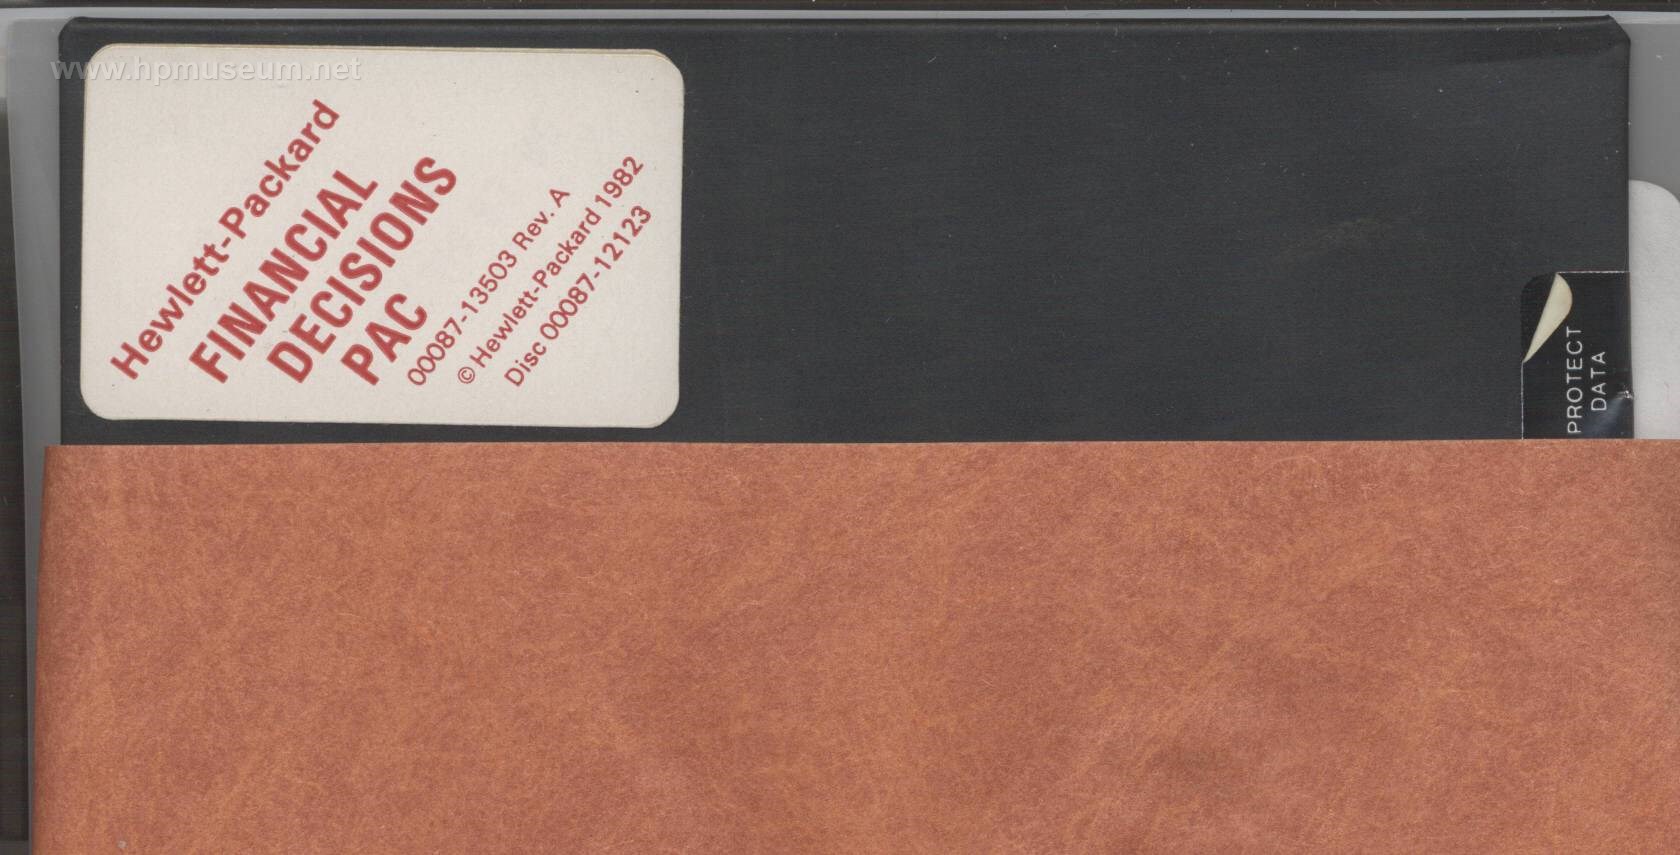 www.hpmuseum.net
Hewlett-Packard
FINANCIAL
DECISIONS
PAC
00087-13503 Rev. A
© Hewlett-Packard 1982
Disc 00087-12123
PROTECT
DATA